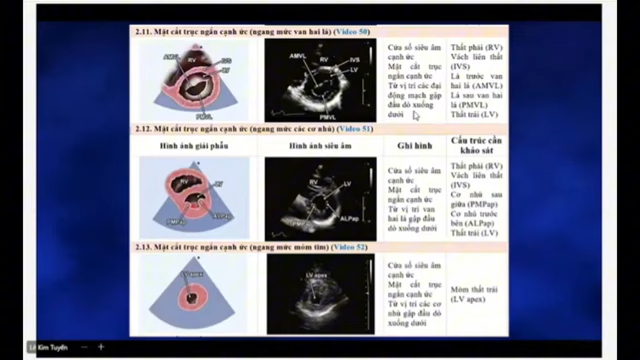 2.11. Mặt cắt trục ngắn cạnh ức (ngang mức van hai lá) (Video 50)
AMVL
RV
IVS
RV
PMVL
AMVL
RV
IVS
LV
PMVL
Cửa sổ siêu âm
cạnh ức
Mặt cắt trục
ngắn cạnh ức
Từ vị trí các đại
động mạch gập
đầu dò xuống
dưới
Thất phải (RV)
Vách liên thất
(IVS)
Lá trước van
hai lá (AMVL)
Lá sau van hai
lá (PMVL)
Thất trái (LV)
2.12. Mặt cắt trục ngắn cạnh ức (ngang mức các cơ nhú) (Video 51)
Hình ảnh giải phẫu
Hình ảnh siêu âm
Ghi hình
Cấu trúc cần
khảo sát
RV
RV
PMPap
ALPap
RV
LV
PMPap
ALPap
Cửa sổ siêu âm
cạnh ức
Mặt cắt trục
ngắn cạnh ức
Từ vị trí van
hai lá gập đầu
dò xuống dưới
Thất phải (RV)
Vách liên thất
(IVS)
Cơ nhú sau
giữa (PMPap)
Cơ nhú trước
bên (ALPap)
Thất trái (LV)
2.13. Mặt cắt trục ngắn cạnh ức (ngang mức mỏm tim) (Video 52)
LV apex
LV apex
Cửa sổ siêu âm
cạnh ức
Mặt cắt trục
ngắn cạnh ức
Từ vị trí các cơ
nhú gập đầu dò
xuống dưới
Mỏm thất trái
(LV apex)
Lê Kim Tuyến